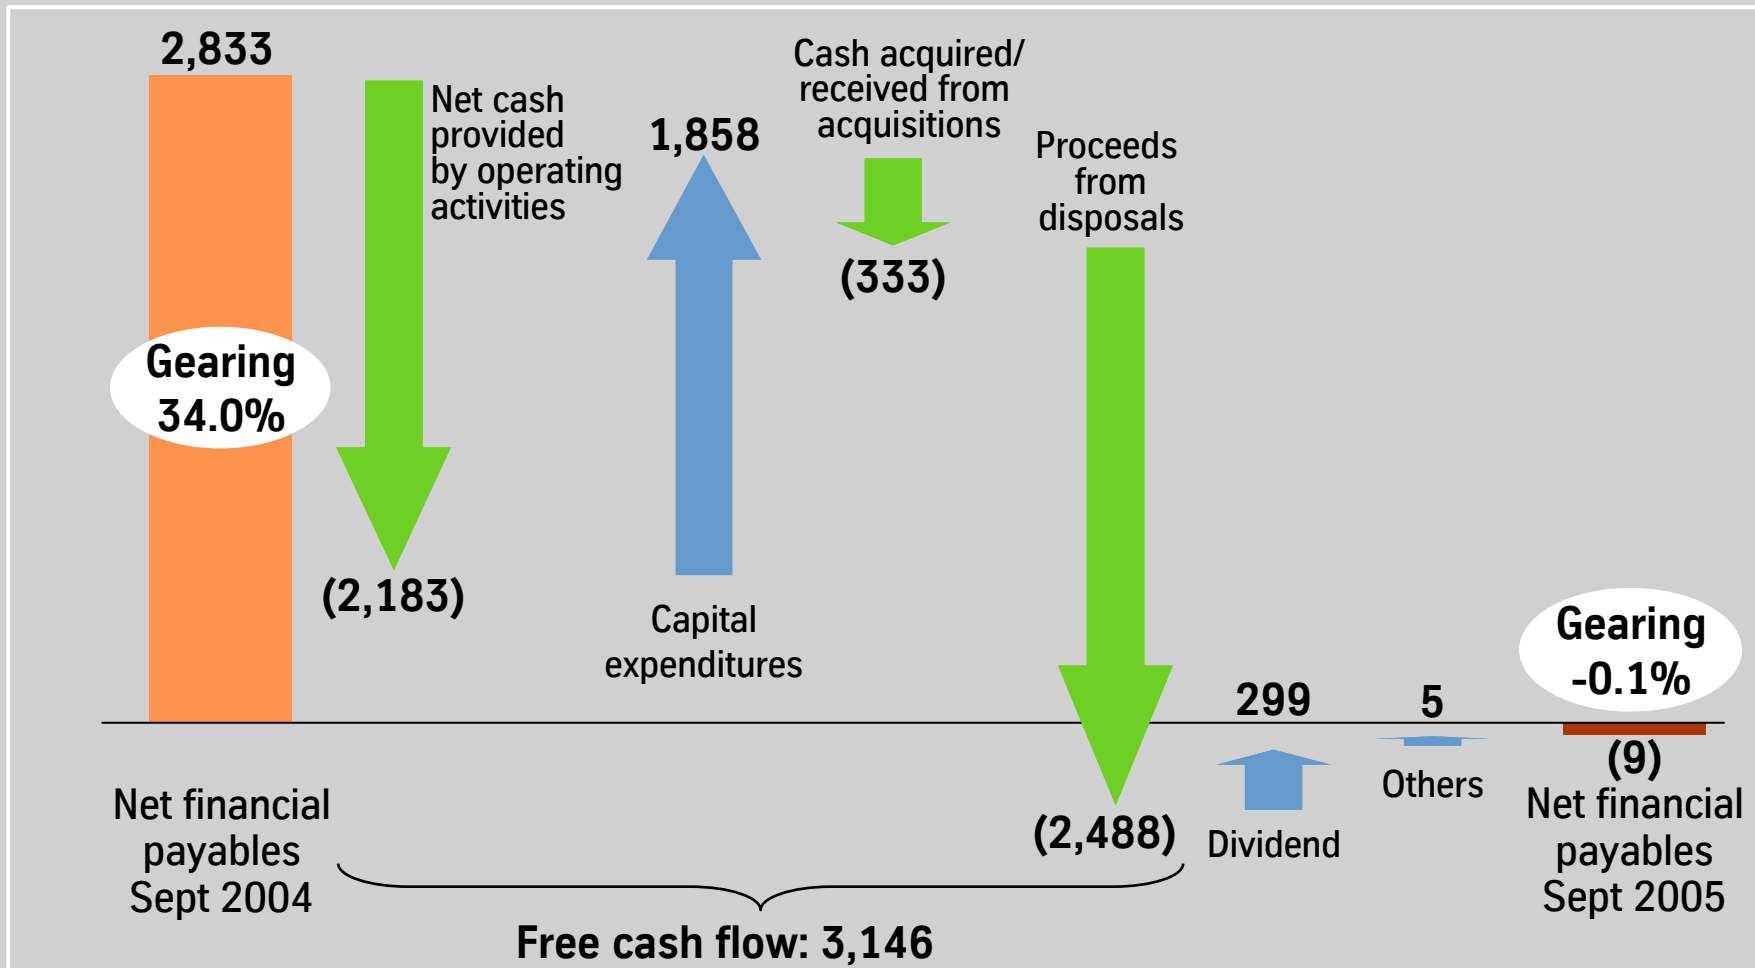 2,833
Gearing
34.0%
Net financial
payables
Sept 2004
Net cash
provided
by operating
activities
(2,183)
1,858
Capital
expenditures
Cash acquired/
received from
acquisitions
(333)
Proceeds
from
disposals
(2,488)
299
Dividend
5
Others
Gearing
-0.1%
(9)
Net financial
payables
Sept 2005
Free cash flow: 3,146